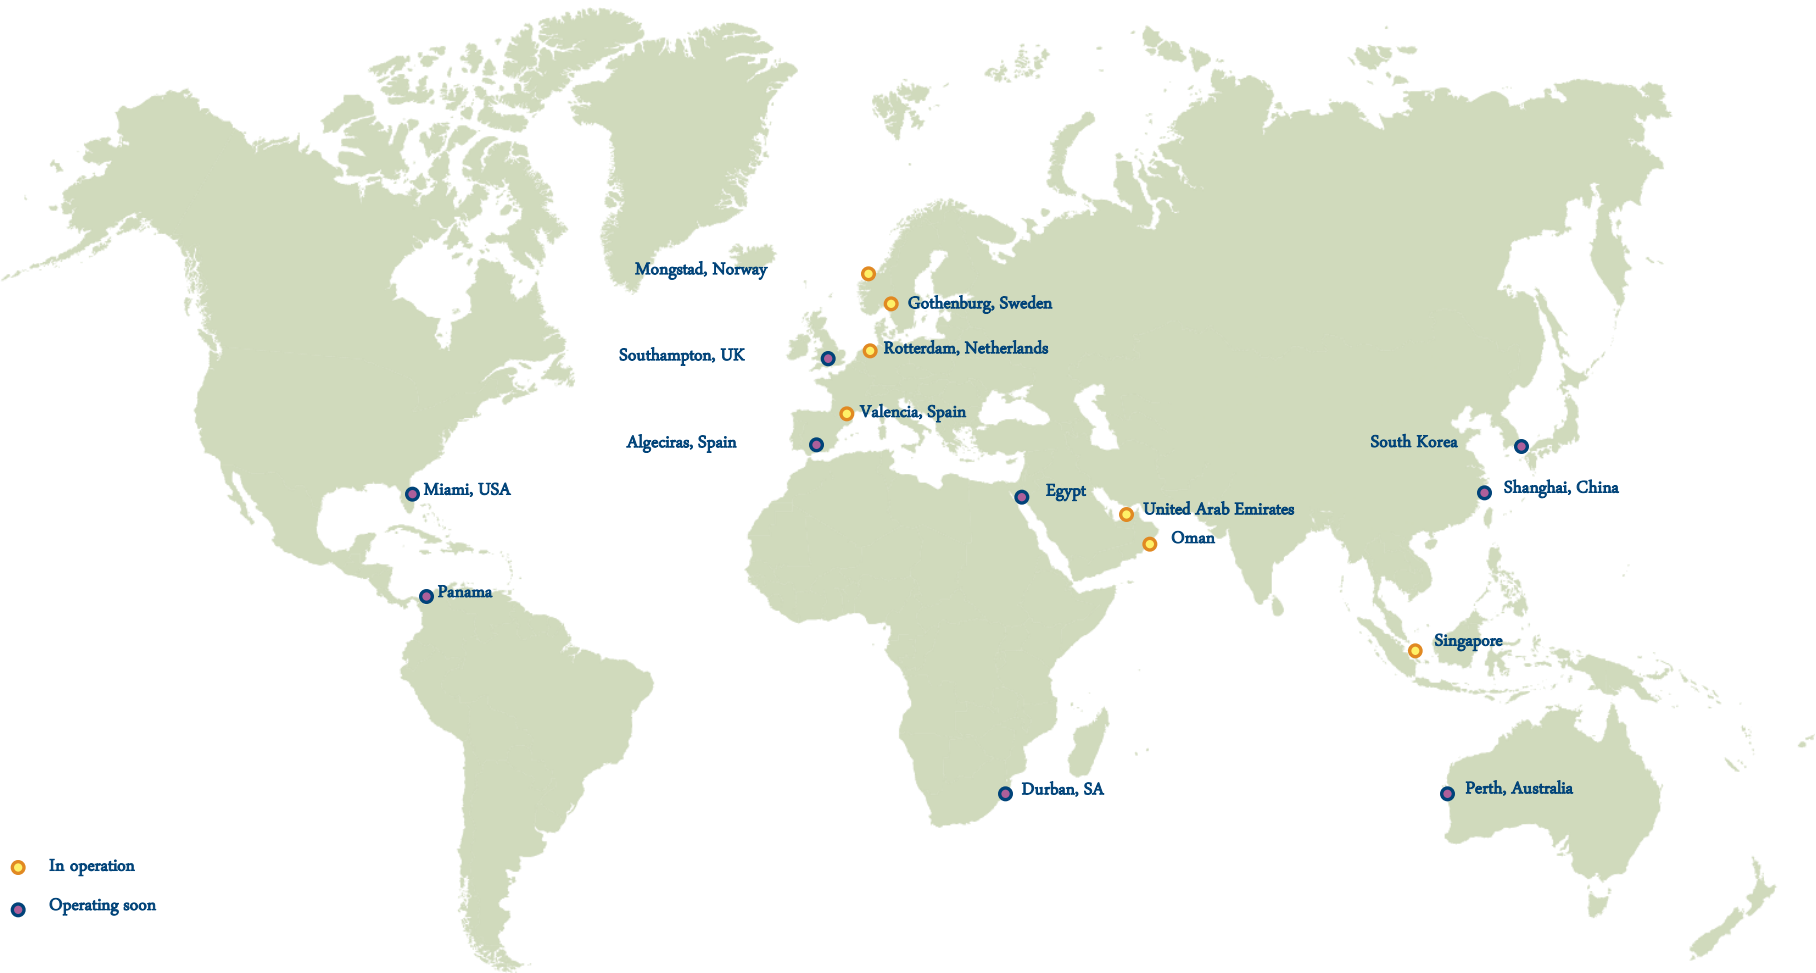 Mongstad, Norway
Gothenburg, Sweden
Southampton, UK
Rotterdam, Netherlands
Valencia, Spain
Algeciras, Spain
South Korea
Miami, USA
Egypt
Shanghai, China
United Arab Emirates
Oman
Panama
Singapore
Durban, SA
Perth, Australia
In operation
Operating soon